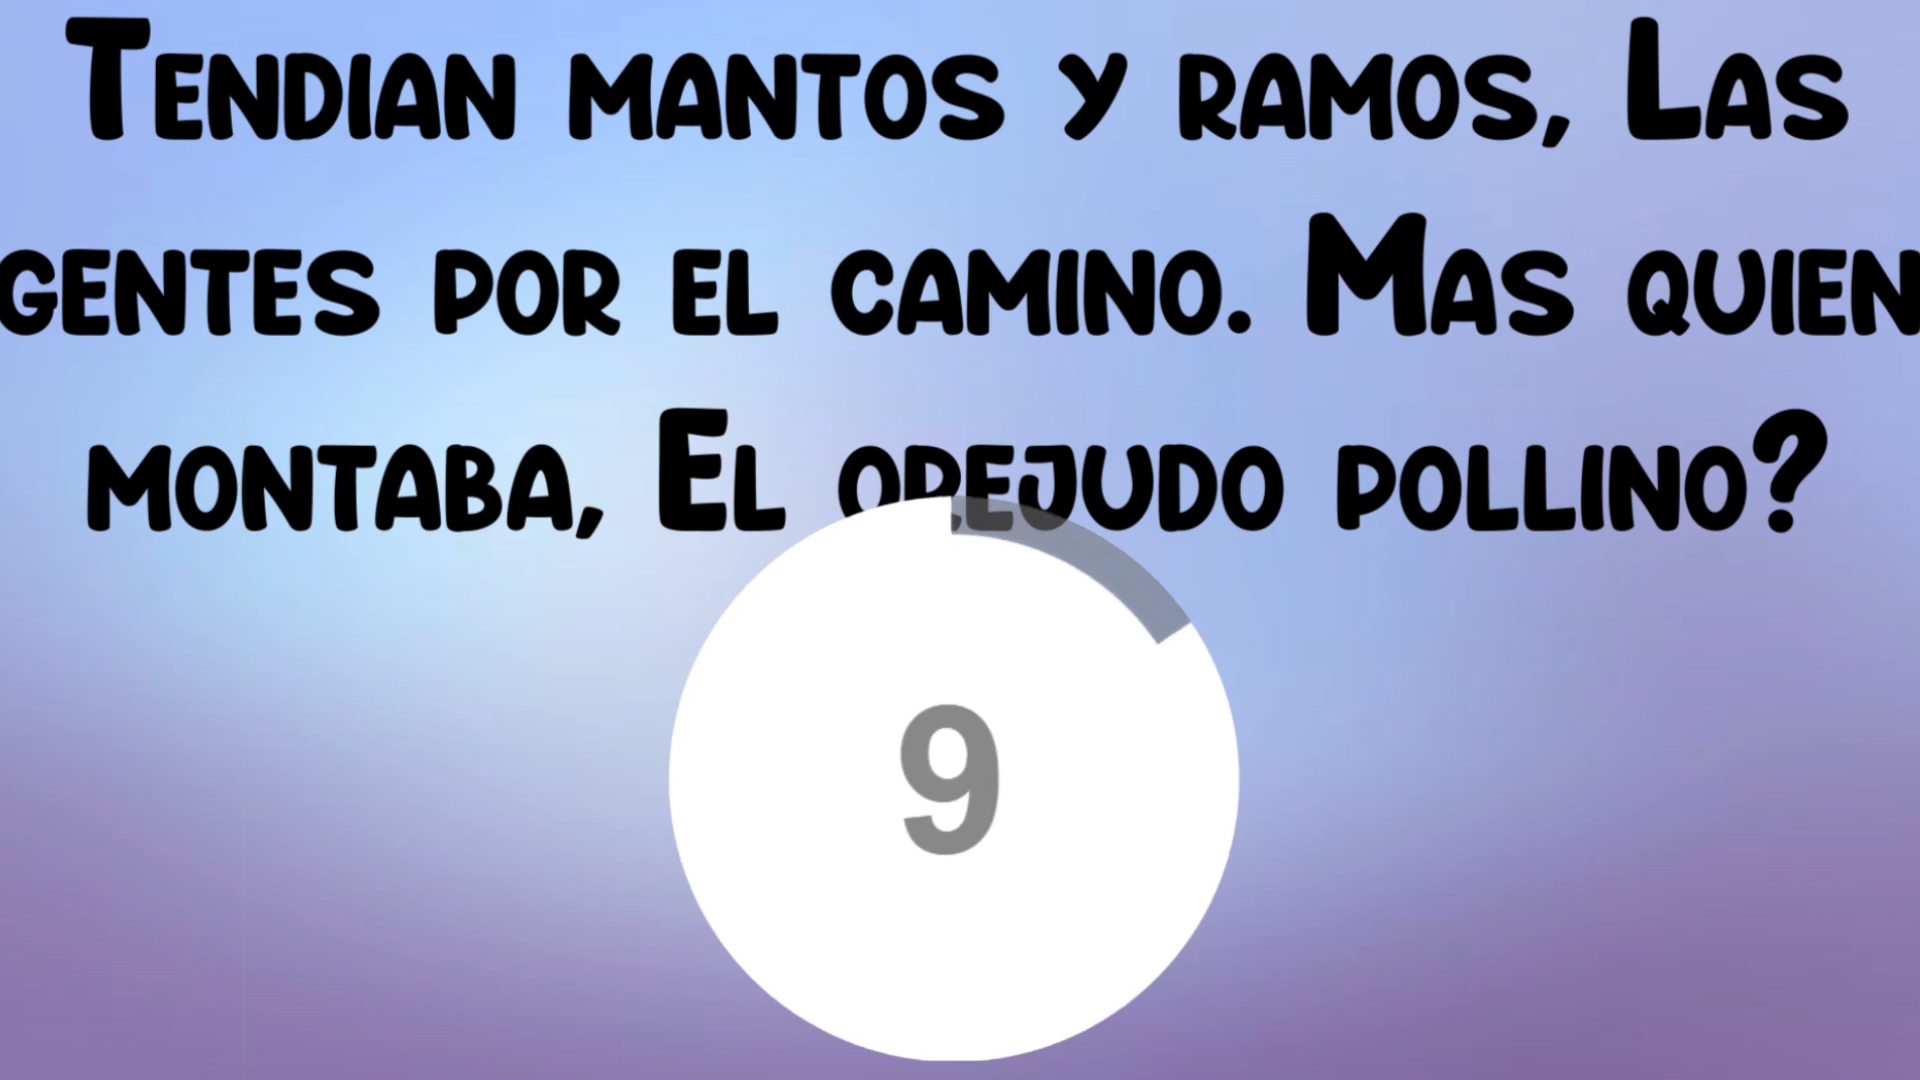 Tendian mantos y ramos, Las
gentes por el camino. Mas quien
montaba, El orejudo pollino?
9